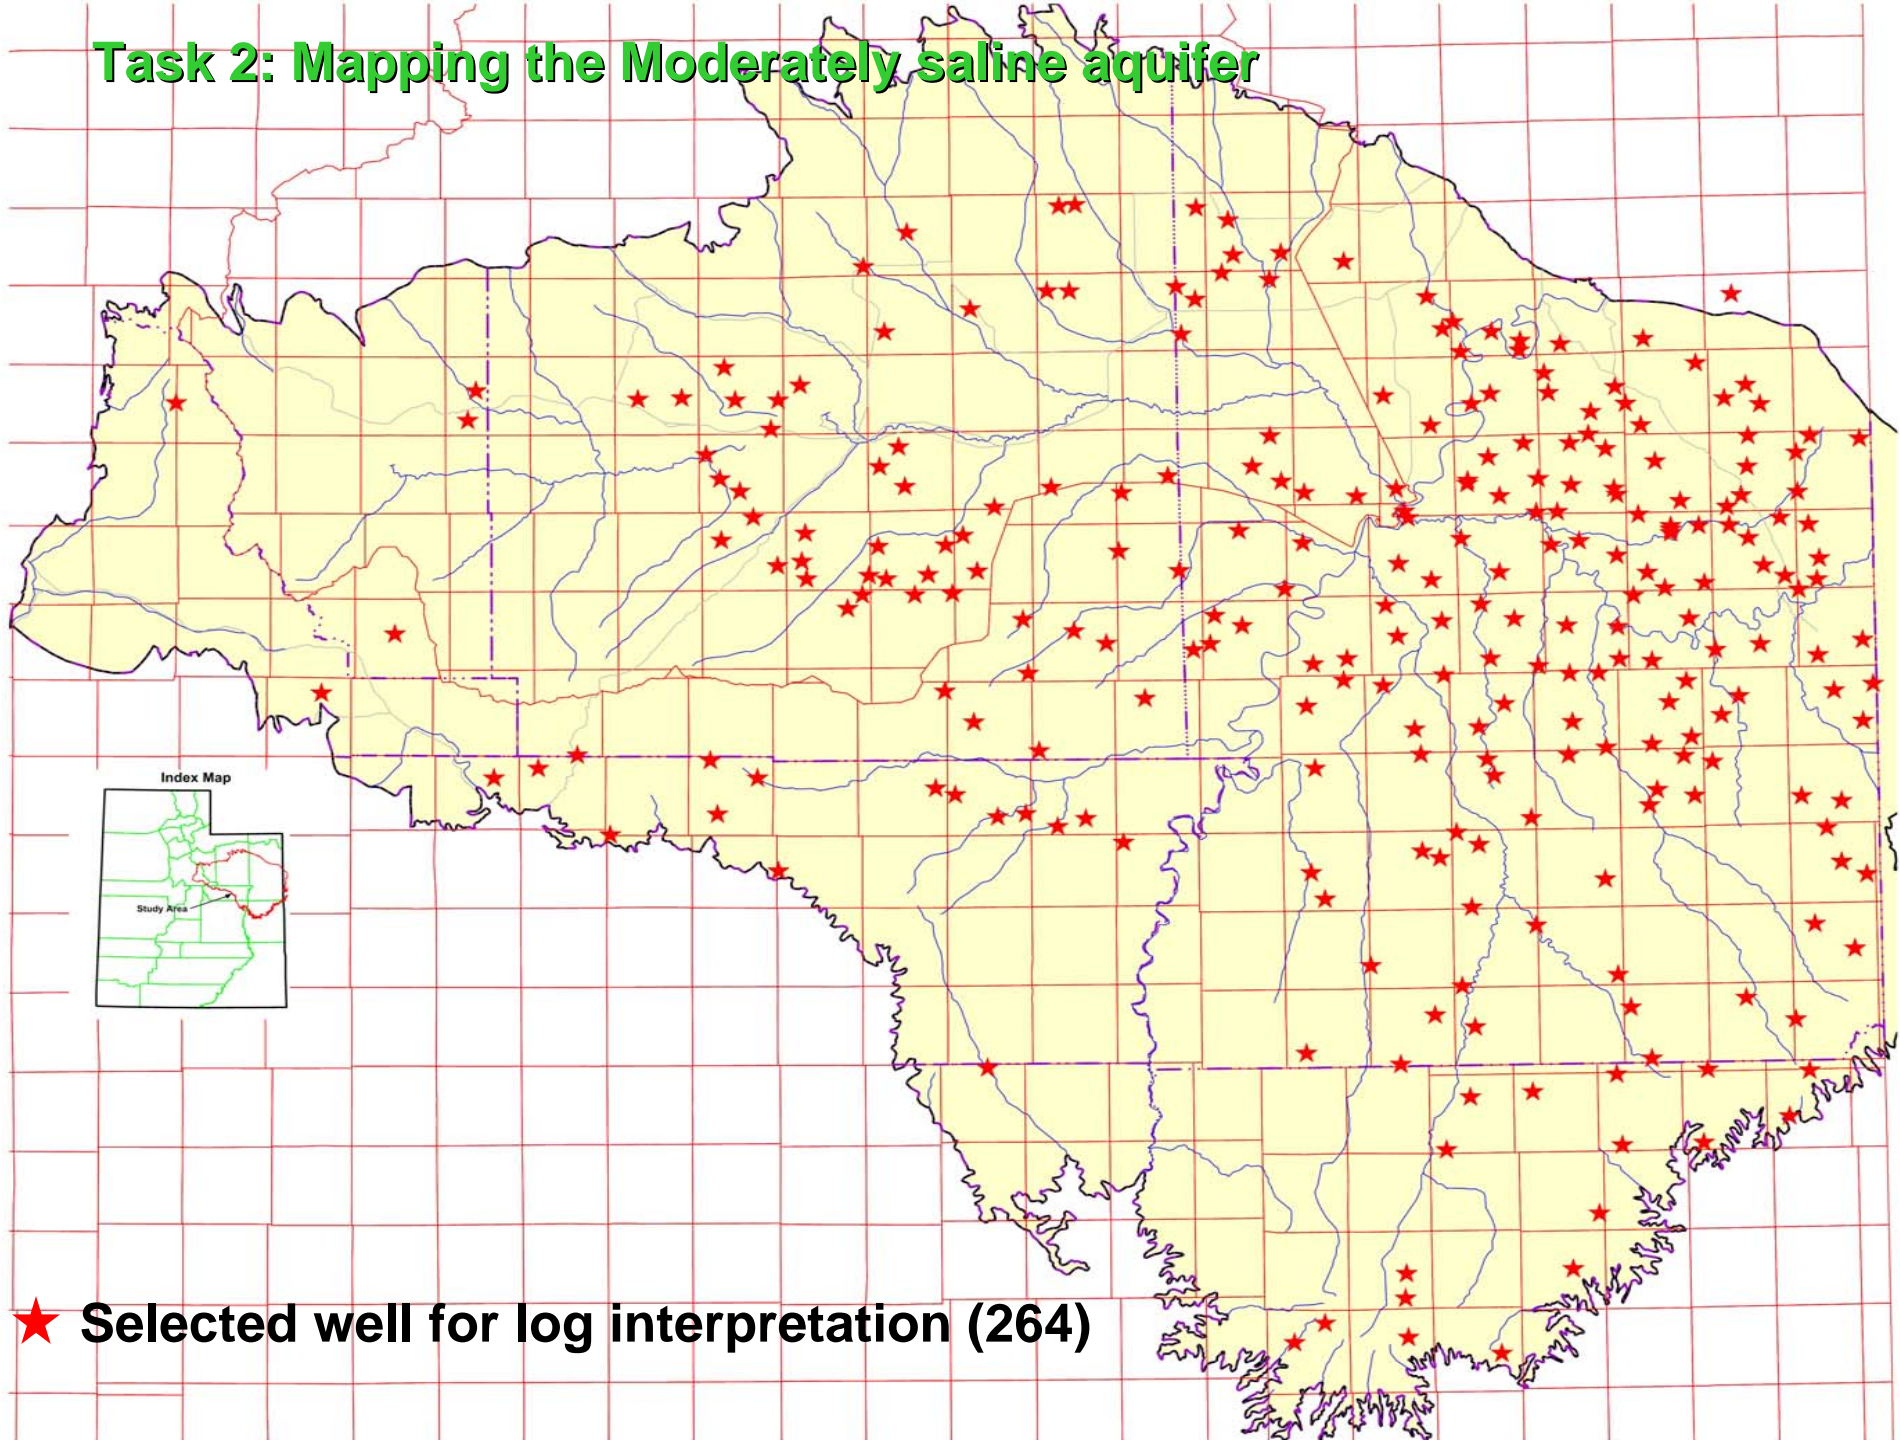 Task 2: Mapping the Moderately saline aquifer
Index Map
Study Area
Selected well for log interpretation (264)